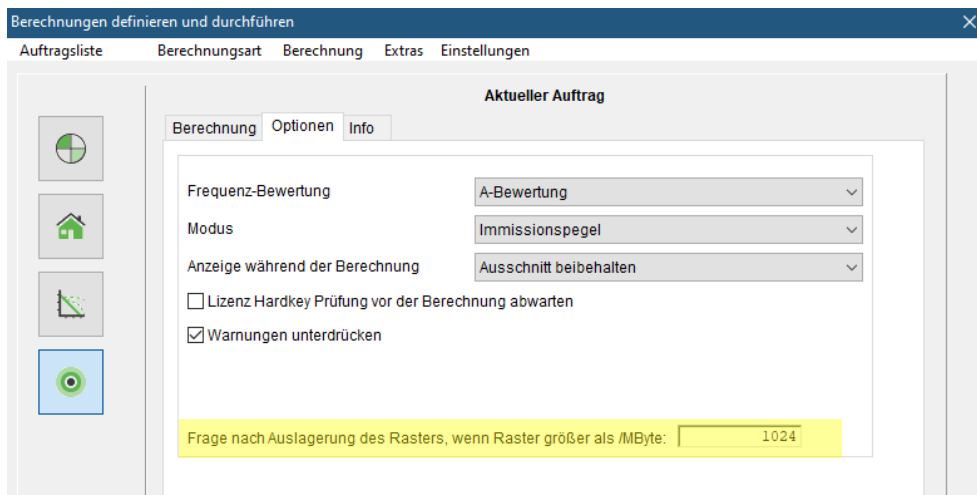 Berechnungen definieren und durchführen
Auftragsliste Berechnungsart Berechnung Extras Einstellungen
Aktueller Auftrag
Berechnung Optionen Info
Frequenz-Bewertung A-Bewertung
Modus Immissionspegel
Anzeige während der Berechnung Ausschnitt beibehalten
Lizenz Hardkey Prüfung vor der Berechnung abwarten
Warnungen unterdrücken
Frage nach Auslagerung des Rasters, wenn Raster größer als /MByte: 1024